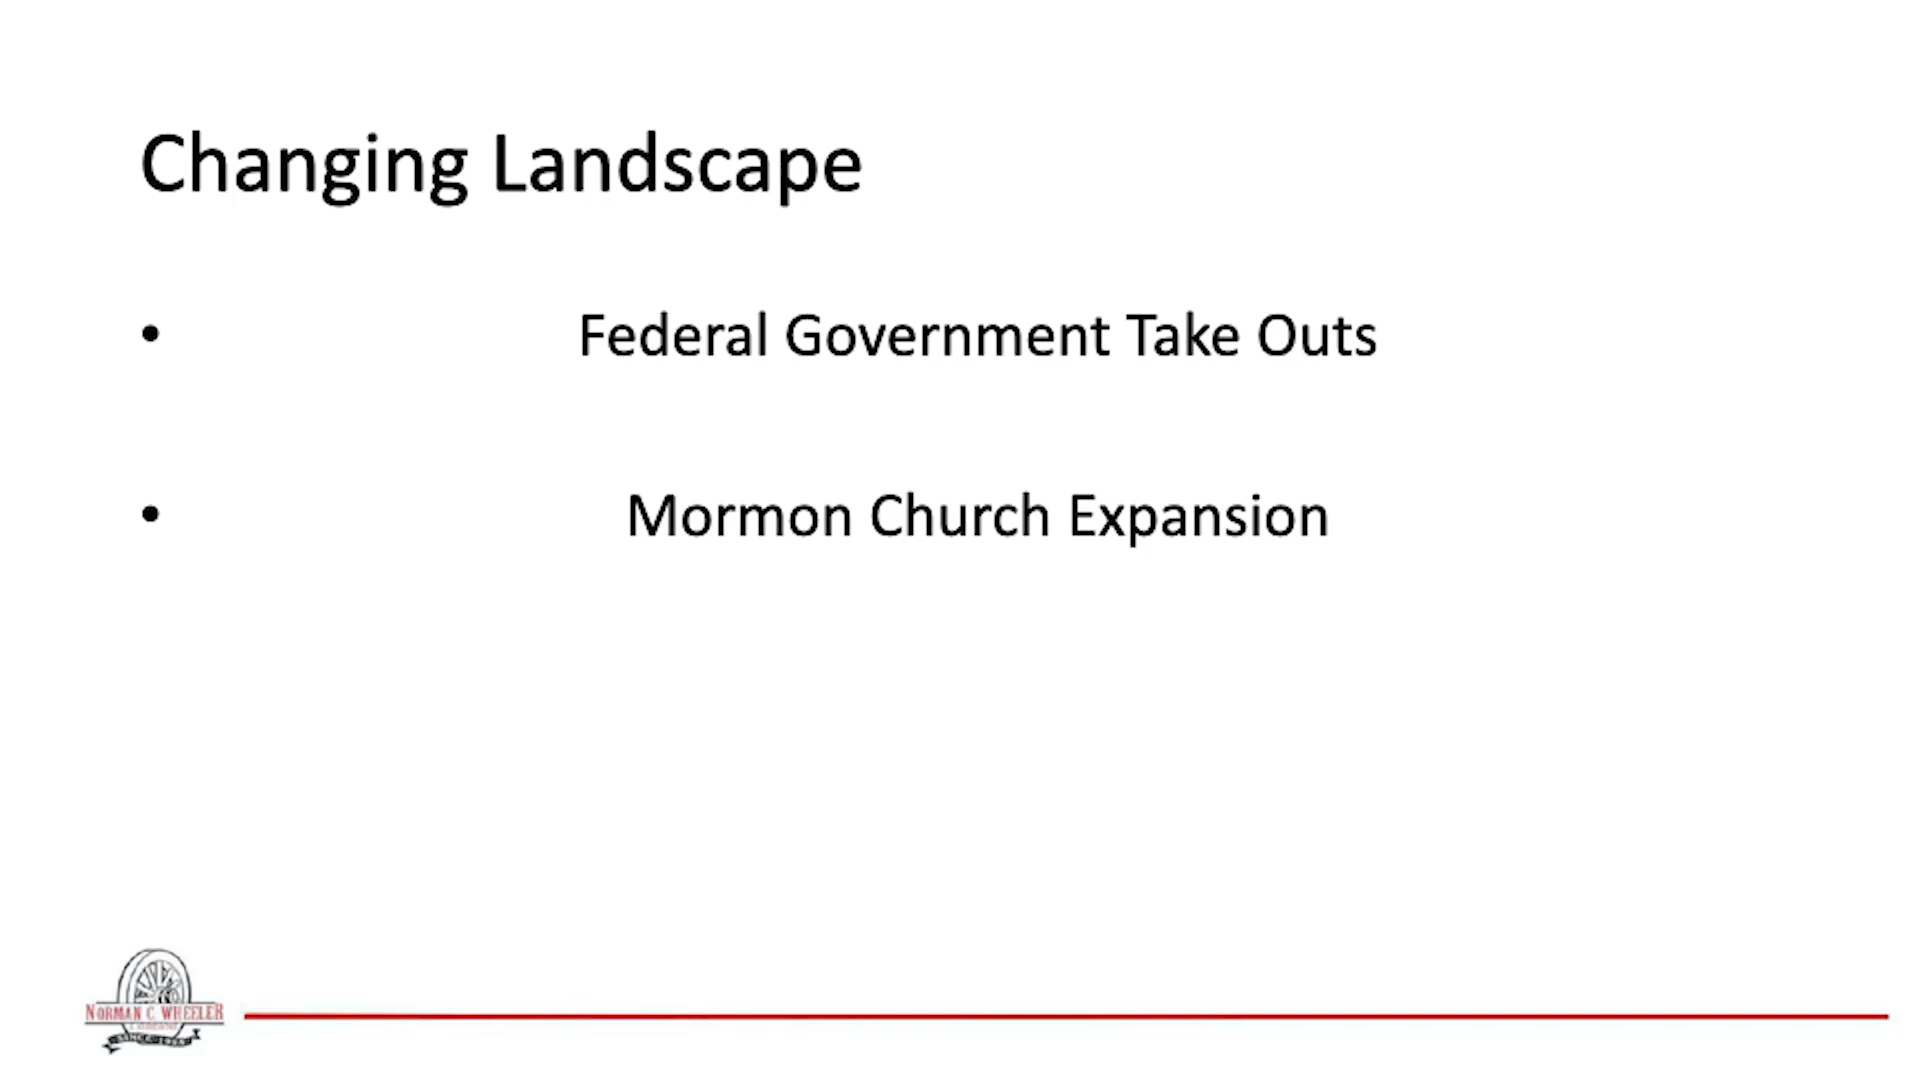 Changing Landscape
• Federal Government Take Outs
• Mormon Church Expansion
NORMAN C. WHEELER